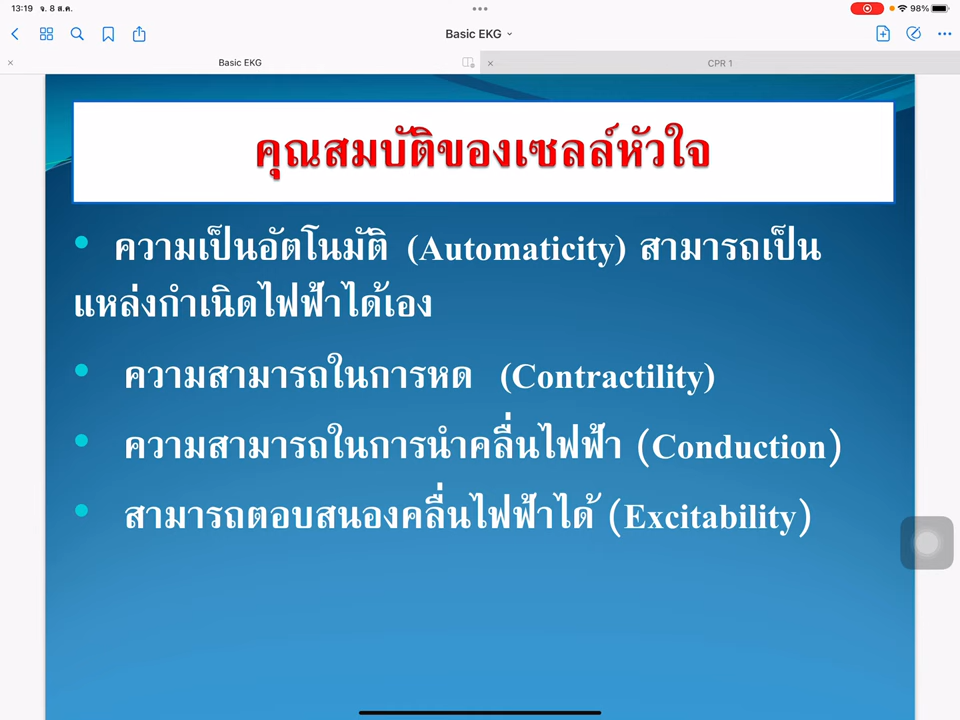 13:19 จ. 8 ส.ค.
98%
Basic EKG
Basic EKG
CPR 1
คุณสมบัติของเซลล์หัวใจ
• ความเป็นอัตโนมัติ (Automaticity) สามารถเป็น
แหล่งกำเนิดไฟฟ้าได้เอง
• ความสามารถในการหด (Contractility)
• ความสามารถในการนำคลื่นไฟฟ้า (Conduction)
• สามารถตอบสนองคลื่นไฟฟ้าได้ (Excitability)